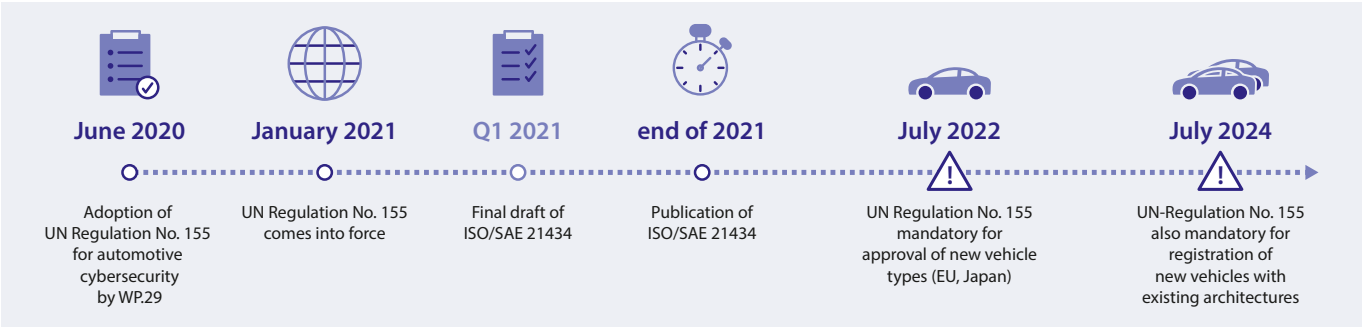 June 2020
January 2021
Q1 2021
end of 2021
July 2022
July 2024
Adoption of
UN Regulation No. 155
for automotive
cybersecurity
by WP.29
UN Regulation No. 155
comes into force
Final draft of
ISO/SAE 21434
Publication of
ISO/SAE 21434
UN Regulation No. 155
mandatory for
approval of new vehicle
types (EU, Japan)
UN-Regulation No. 155
also mandatory for
registration of
new vehicles with
existing architectures